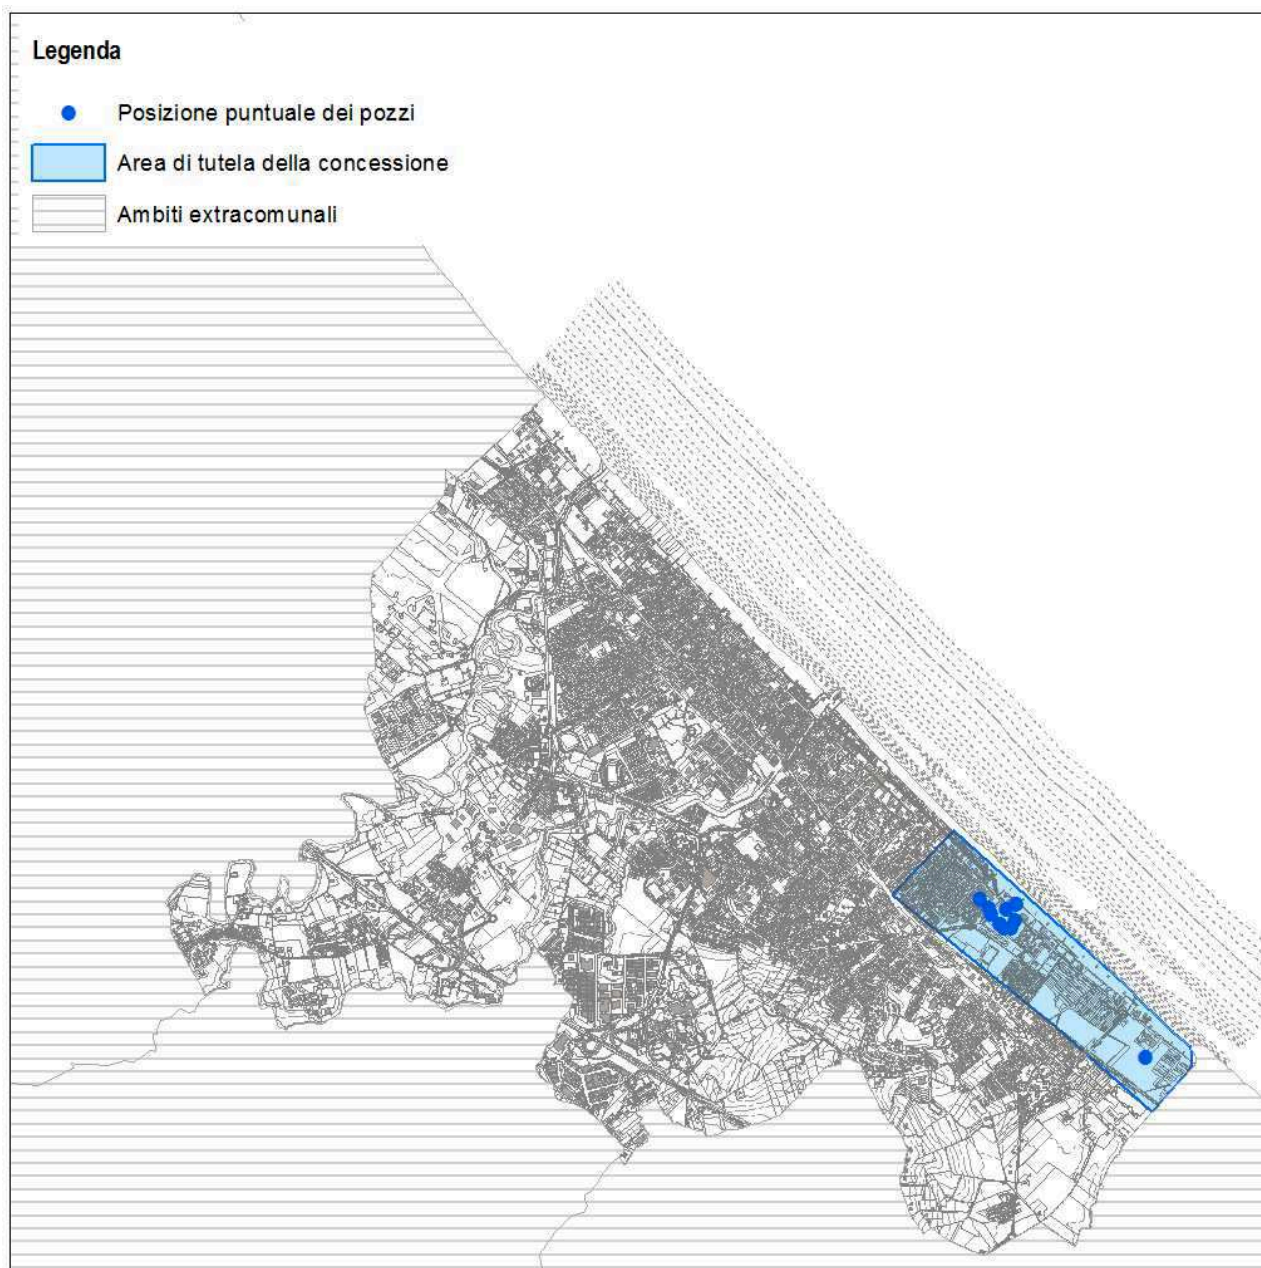 Legenda
Posizione puntuale dei pozzi
Area di tutela della concessione
Ambiti extracomunali